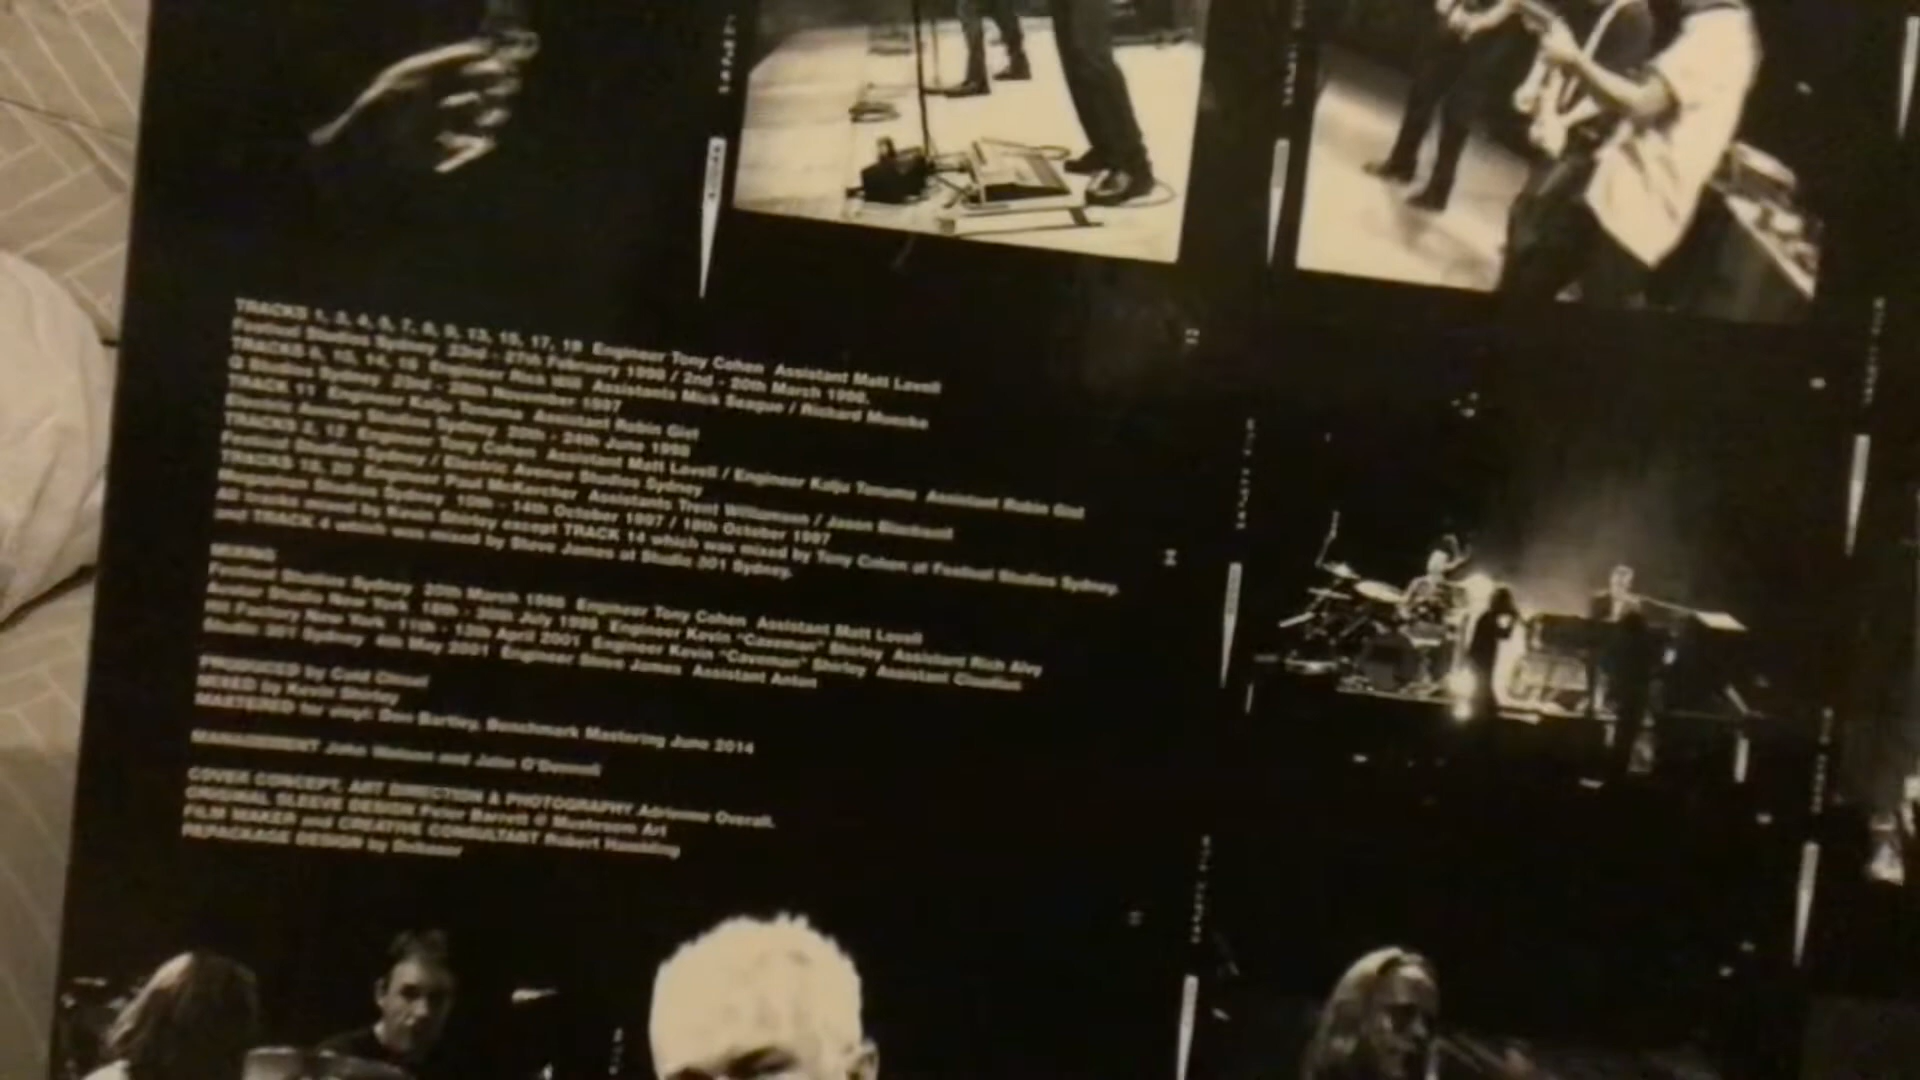 TRACKS 1, 3, 4, 6, 7, 8, 9, 13, 15, 17, 18 Engineer Tony Cohen Assistant Matt Lovell
Festival Studios Sydney 23rd - 27th February 1998 / 2nd - 20th March 1998.
TRACKS 5, 10, 14, 16 Engineer Rick Will Assistants Mick / Richard Muecke
Q Studios Sydney 23rd - 28th November 1997
TRACK 11 Engineer Kalju Tonuma Assistant Robin Gist
Electric Avenue Studios Sydney 20th - 24th June 1998
TRACKS 2, 12 Engineer Tony Cohen Assistant Matt Lovell / Engineer Kalju Tonuma Assistant Robin Gist
Festival Studios Sydney / Electric Avenue Studios Sydney
TRACKS 19, 20 Engineer Paul McKercher Assistants Trent Williamson / Jason Blackwell
Megaphon Studios Sydney 10th - 14th October 1997 / 18th October 1997
All tracks mixed by Kevin Shirley except TRACK 14 which was mixed by Tony Cohen at Festival Studios Sydney.
and TRACK 4 which was mixed by Steve James at Studio 301 Sydney.
MIXING
Festival Studios Sydney 20th March 1998 Engineer Tony Cohen Assistant Matt Lovell
Avatar Studio New York 18th - 30th July 1998 Engineer Kevin "Caveman" Shirley Assistant Rich Alvy
Hit Factory New York 11th - 13th April 2001 Engineer Kevin "Caveman" Shirley Assistant Claudius
Studio 301 Sydney 4th May 2001 Engineer Steve James Assistant Anton
PRODUCED by Cold Chisel
MIXED by Kevin Shirley
MASTERED for vinyl: Don Bartley, Benchmark Mastering June 2014
MANAGEMENT John Watson and John O'Donnell
COVER CONCEPT, ART DIRECTION & PHOTOGRAPHY Adrienne Overall.
ORIGINAL SLEEVE DESIGN Peter Barrett @ Mushroom Art
FILM MAKER and CREATIVE CONSULTANT Robert Hambling
REPACKAGE DESIGN by